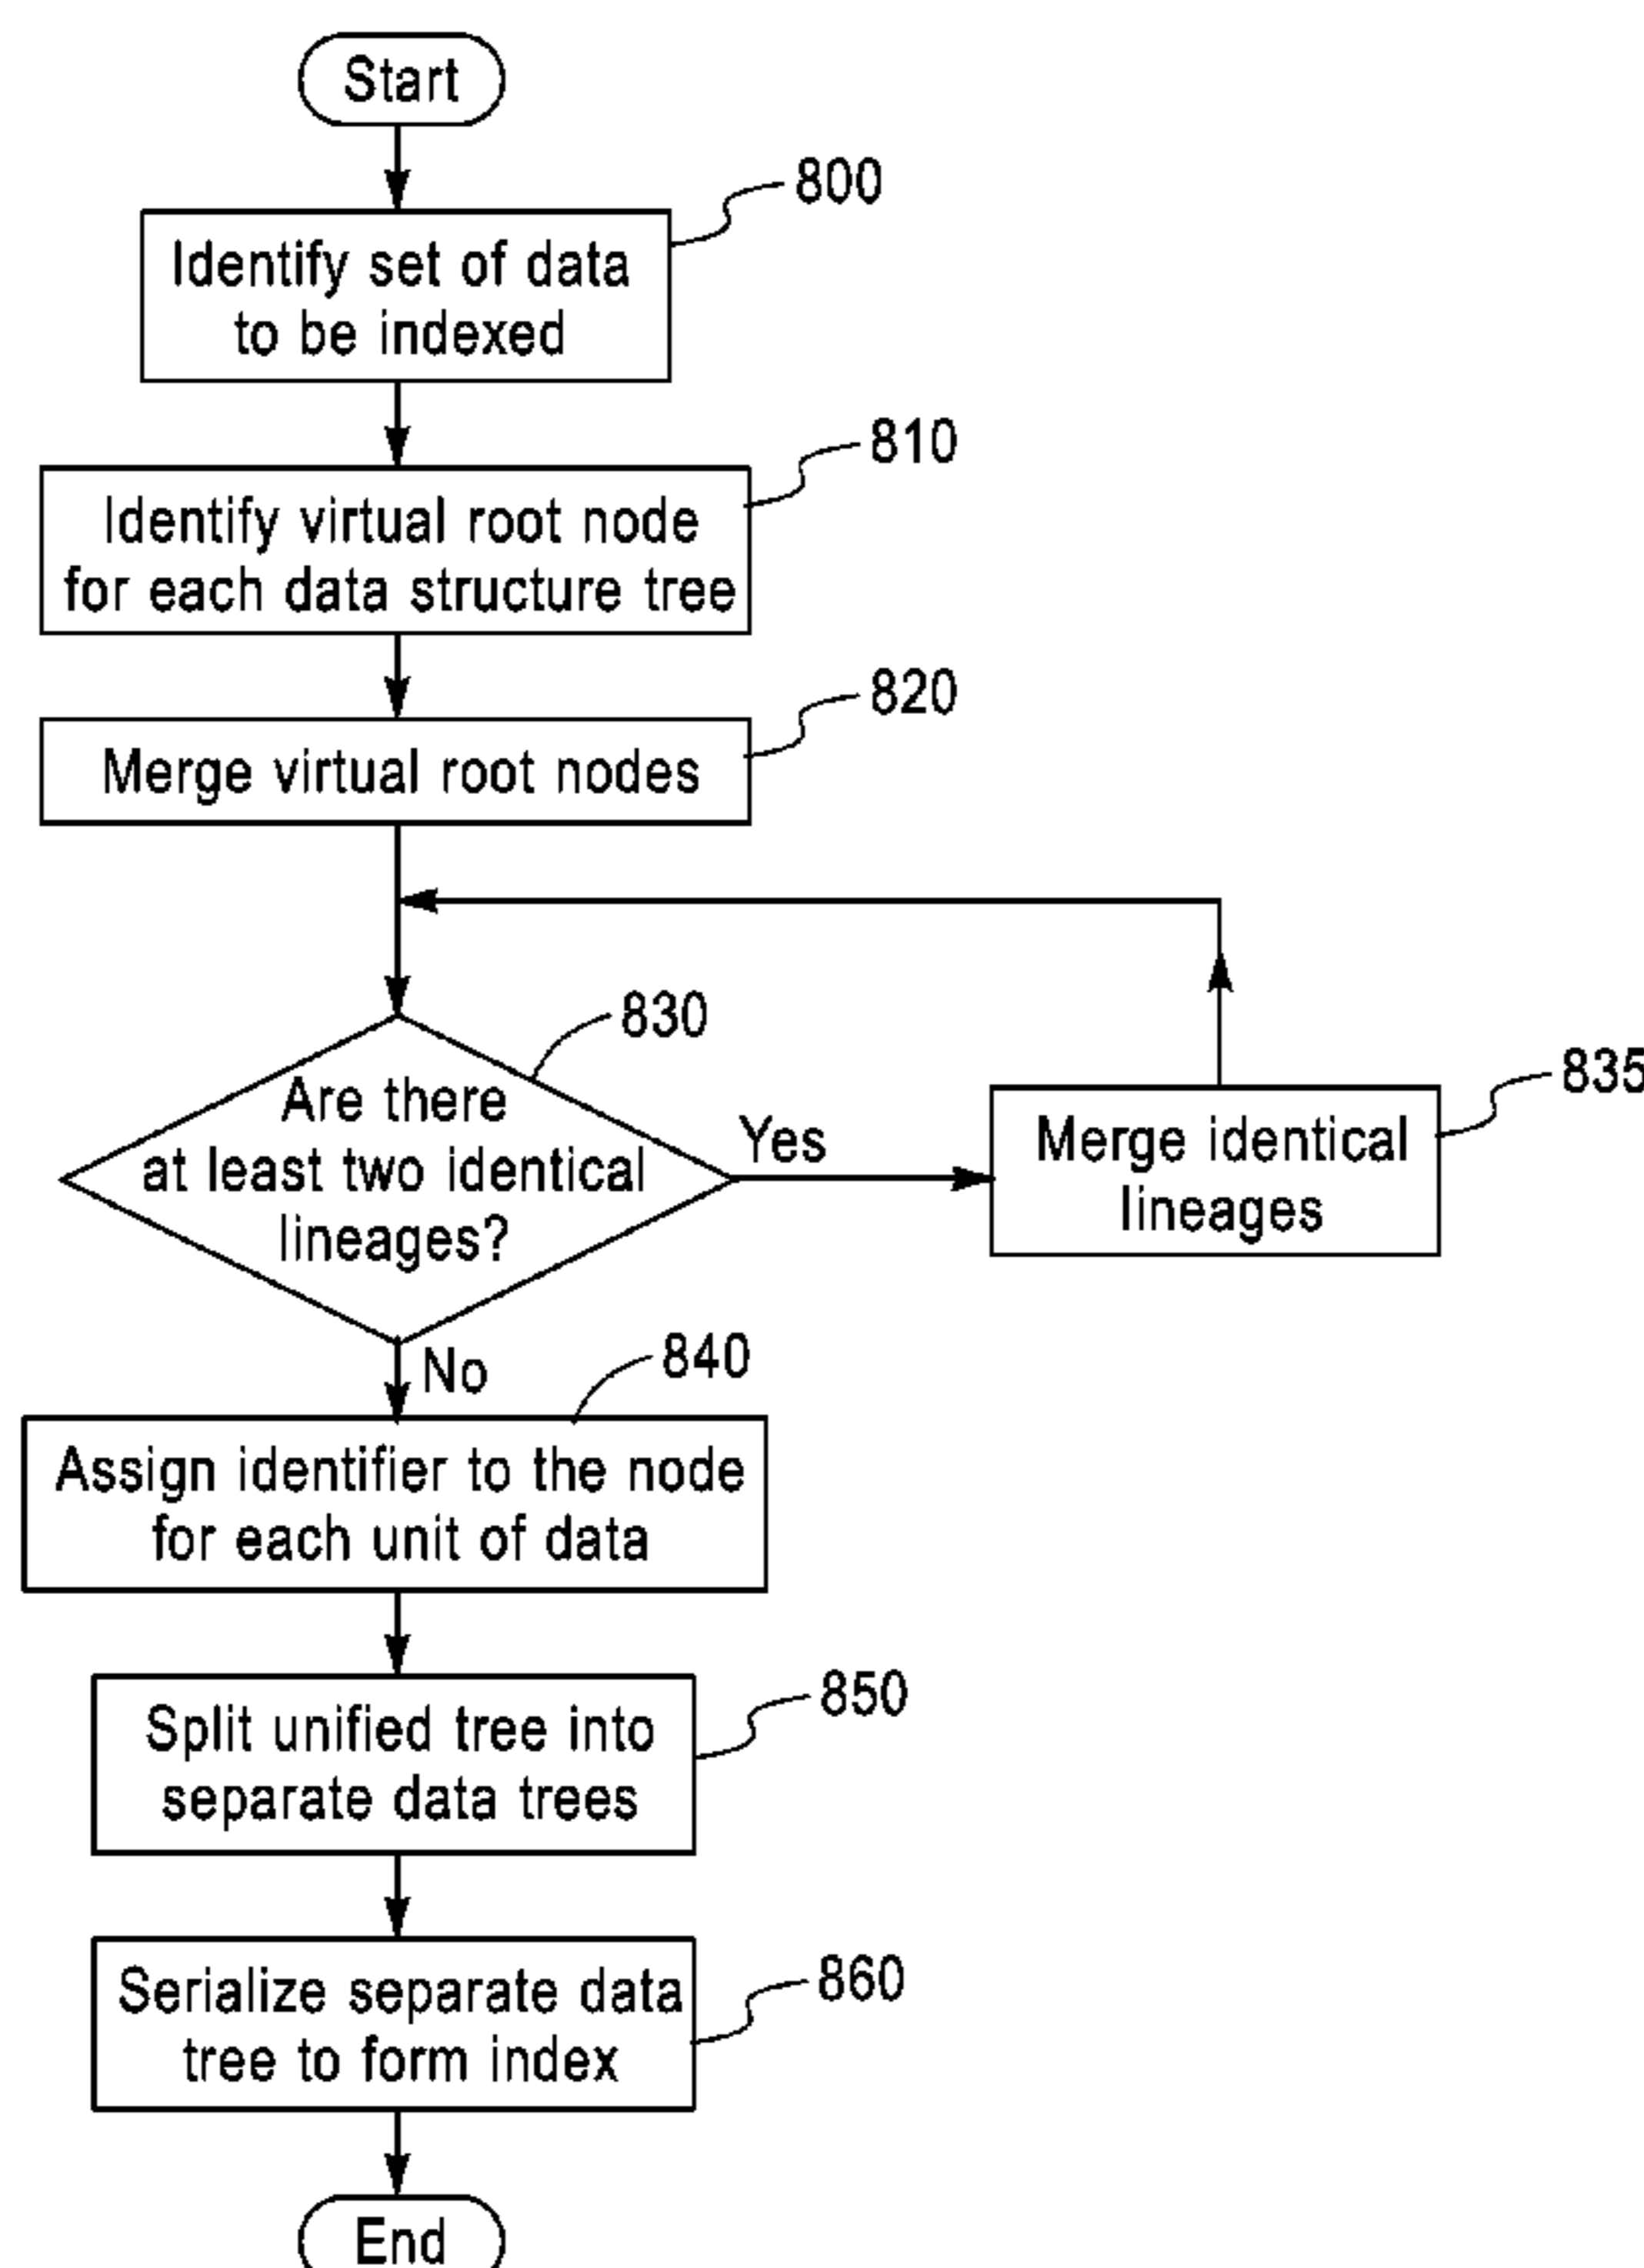 Start
800
Identify set of data
to be indexed
810
Identify virtual root node
for each data structure tree
820
Merge virtual root nodes
830
Are there
at least two identical
lineages?
Yes
835
Merge identical
lineages
No
840
Assign identifier to the node
for each unit of data
850
Split unified tree into
separate data trees
860
Serialize separate data
tree to form index
End